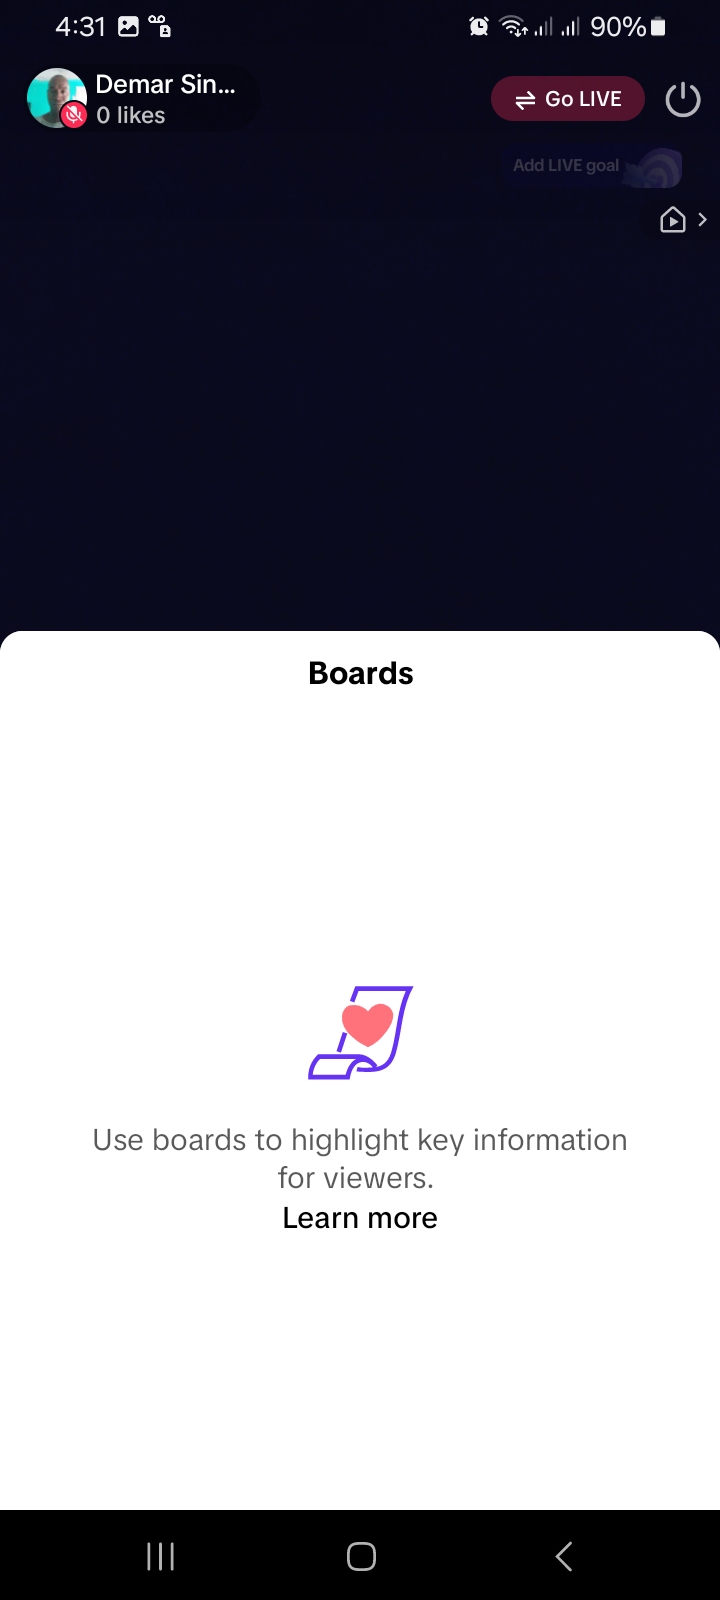 4:31
90%
Demar Sin...
0 likes
Go LIVE
Add LIVE goal
Boards
Use boards to highlight key information
for viewers.
Learn more